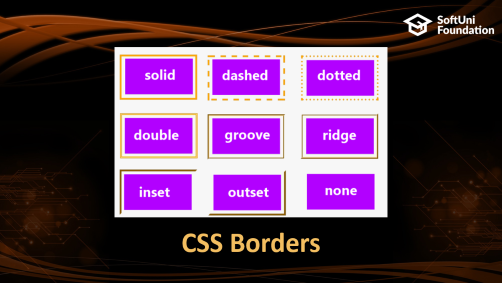 SoftUni
Foundation
solid
dashed
dotted
double
groove
ridge
inset
outset
none
CSS Borders